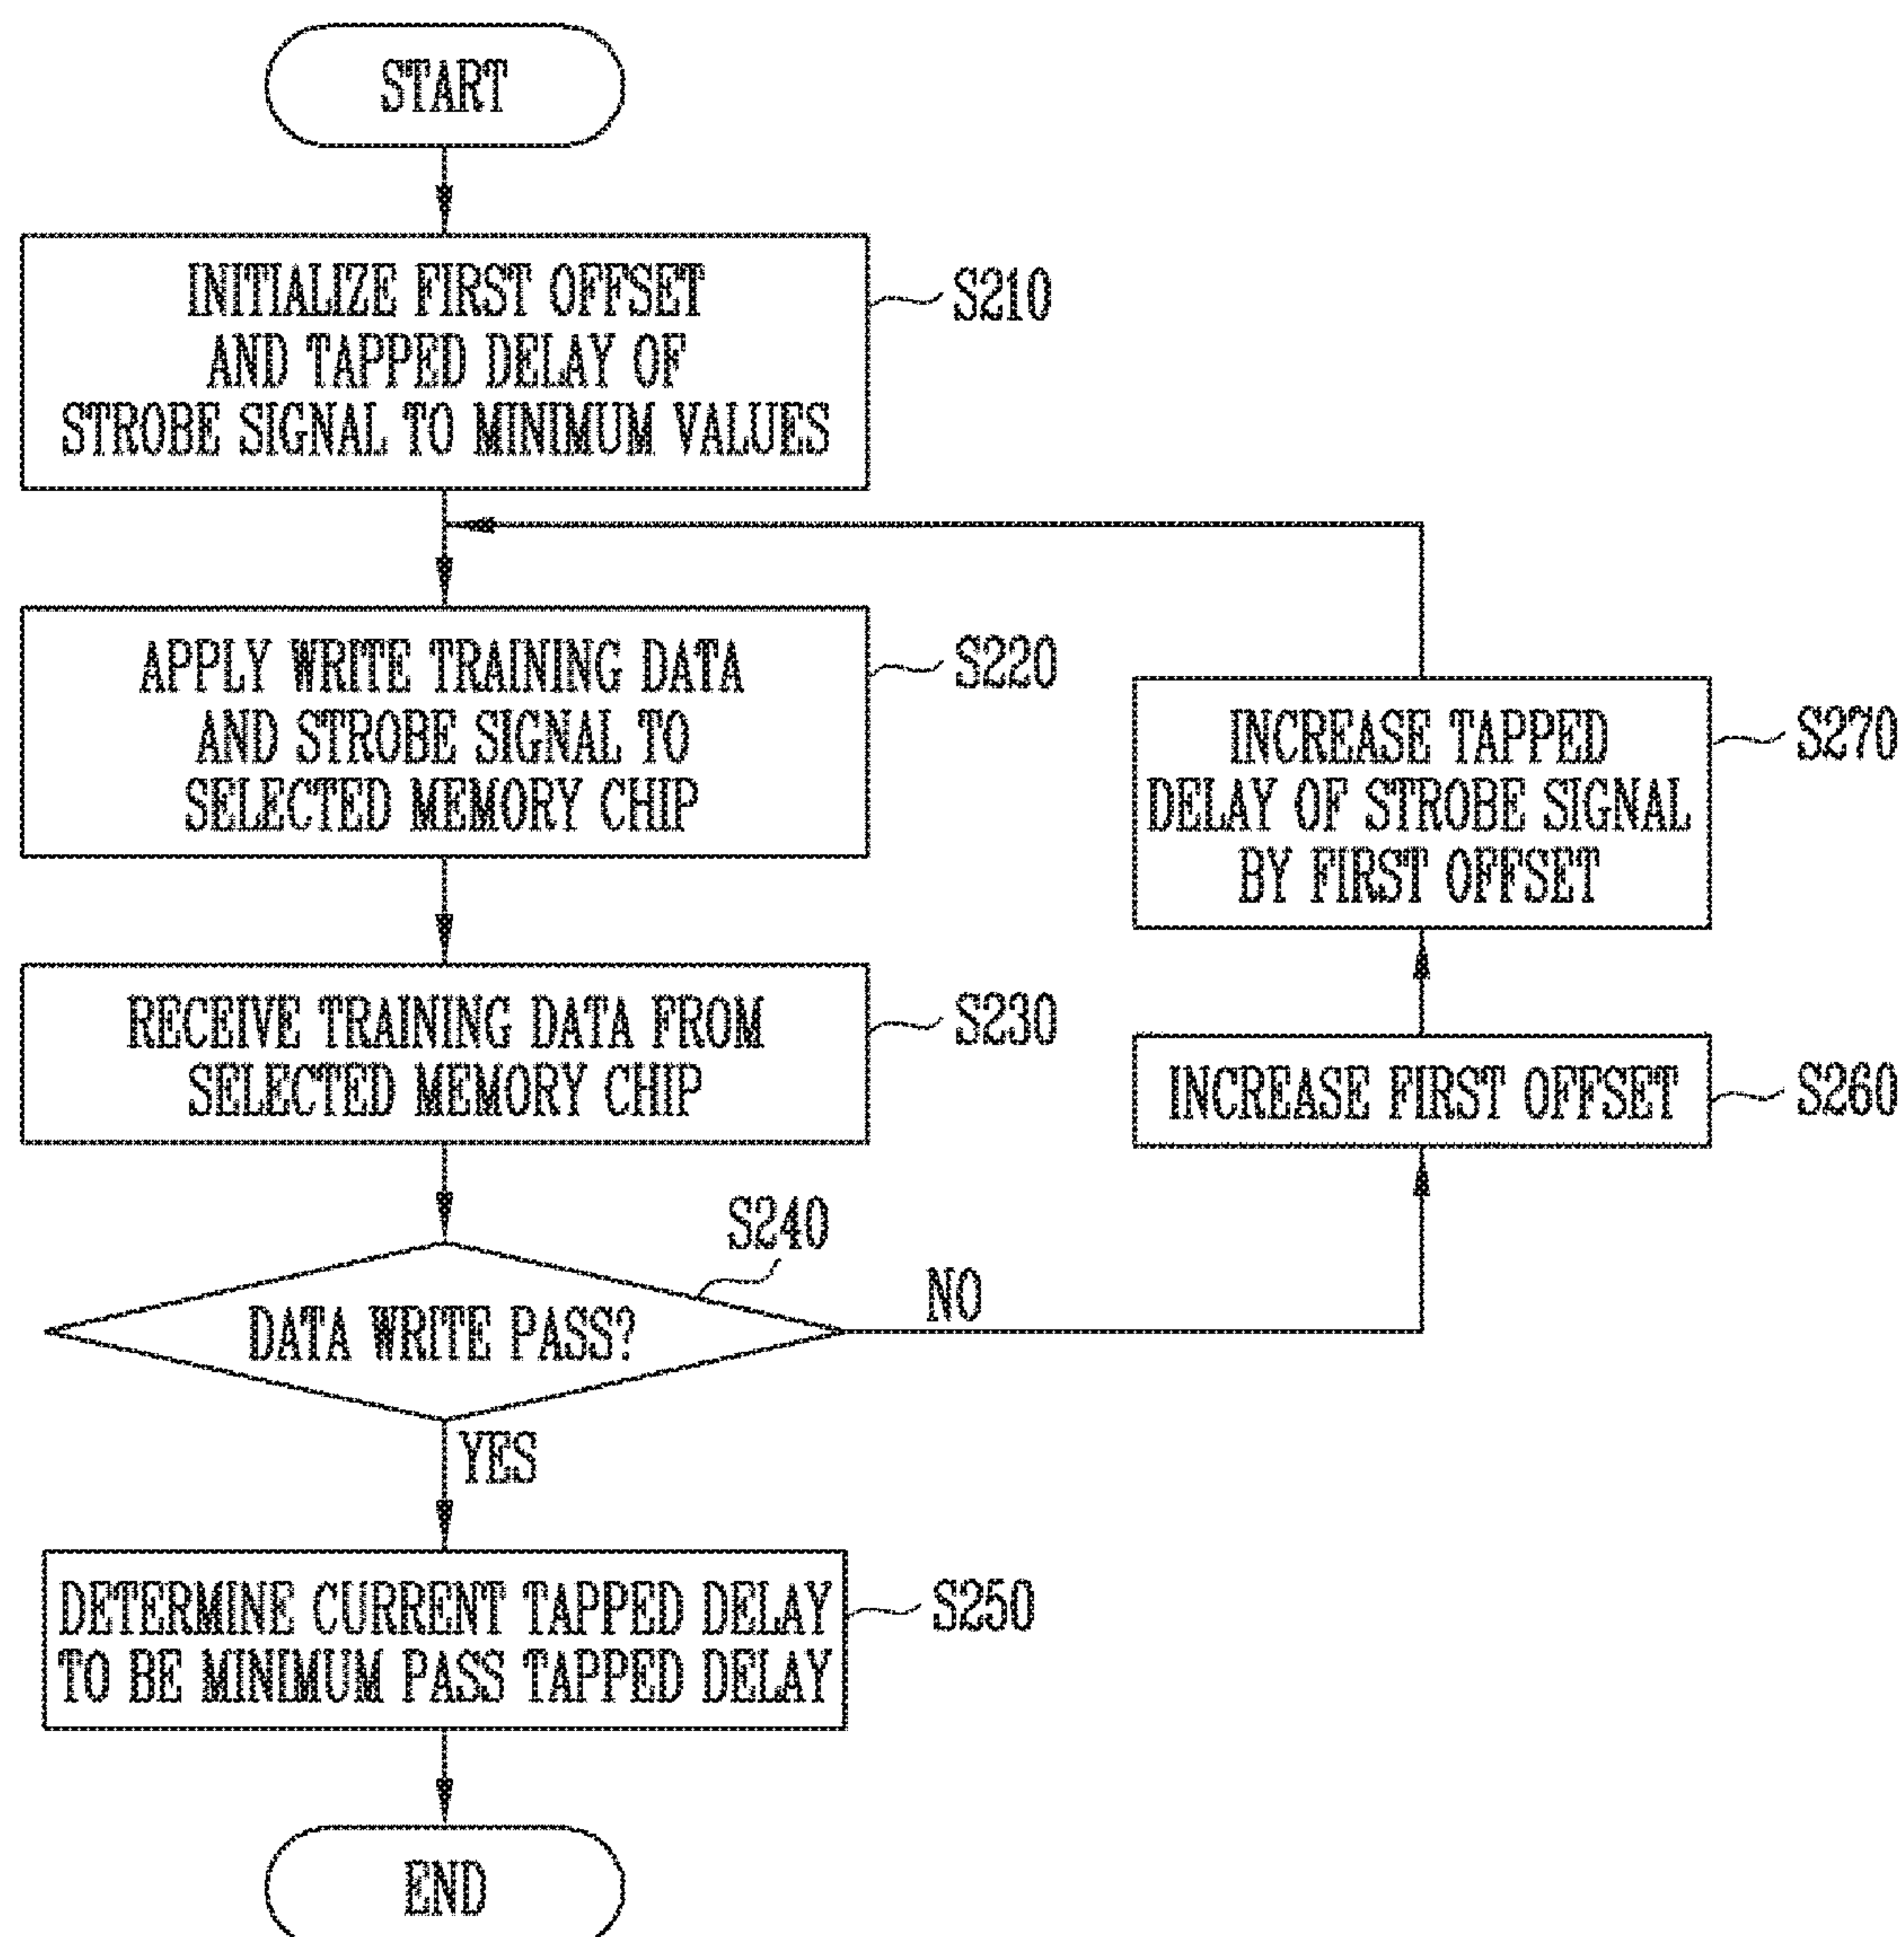 START
INITIALIZE FIRST OFFSET
AND TAPPED DELAY OF
STROBE SIGNAL TO MINIMUM VALUES
S210
APPLY WRITE TRAINING DATA
AND STROBE SIGNAL TO
SELECTED MEMORY CHIP
S220
RECEIVE TRAINING DATA FROM
SELECTED MEMORY CHIP
S230
DATA WRITE PASS?
S240
NO
YES
DETERMINE CURRENT TAPPED DELAY
TO BE MINIMUM PASS TAPPED DELAY
S250
END
INCREASE TAPPED
DELAY OF STROBE SIGNAL
BY FIRST OFFSET
S270
INCREASE FIRST OFFSET
S260